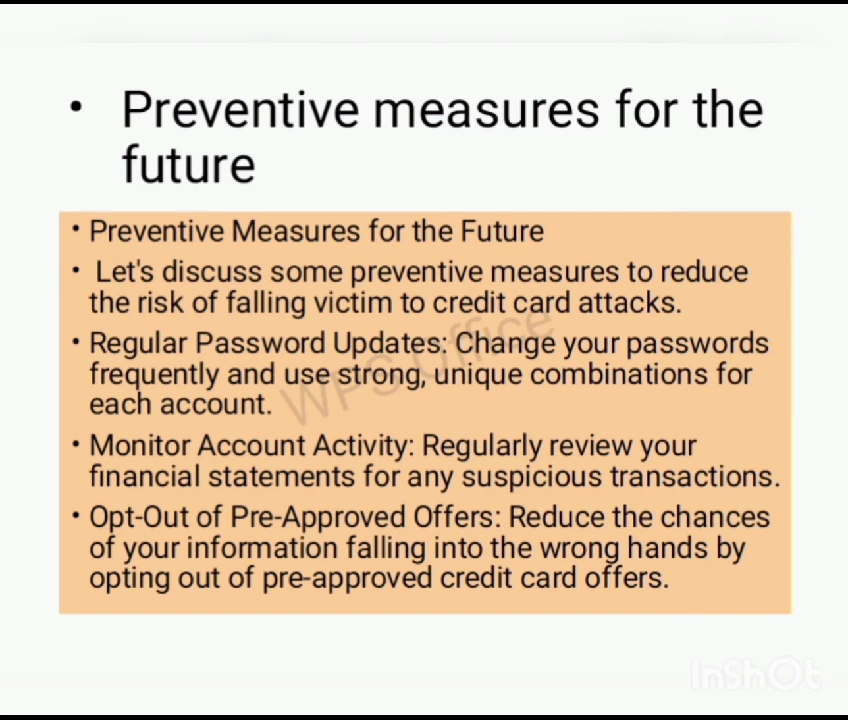 • Preventive measures for the
future
• Preventive Measures for the Future
• Let's discuss some preventive measures to reduce
the risk of falling victim to credit card attacks.
• Regular Password Updates: Change your passwords
frequently and use strong, unique combinations for
each account.
• Monitor Account Activity: Regularly review your
financial statements for any suspicious transactions.
• Opt-Out of Pre-Approved Offers: Reduce the chances
of your information falling into the wrong hands by
opting out of pre-approved credit card offers.
WPS Office
InShOt